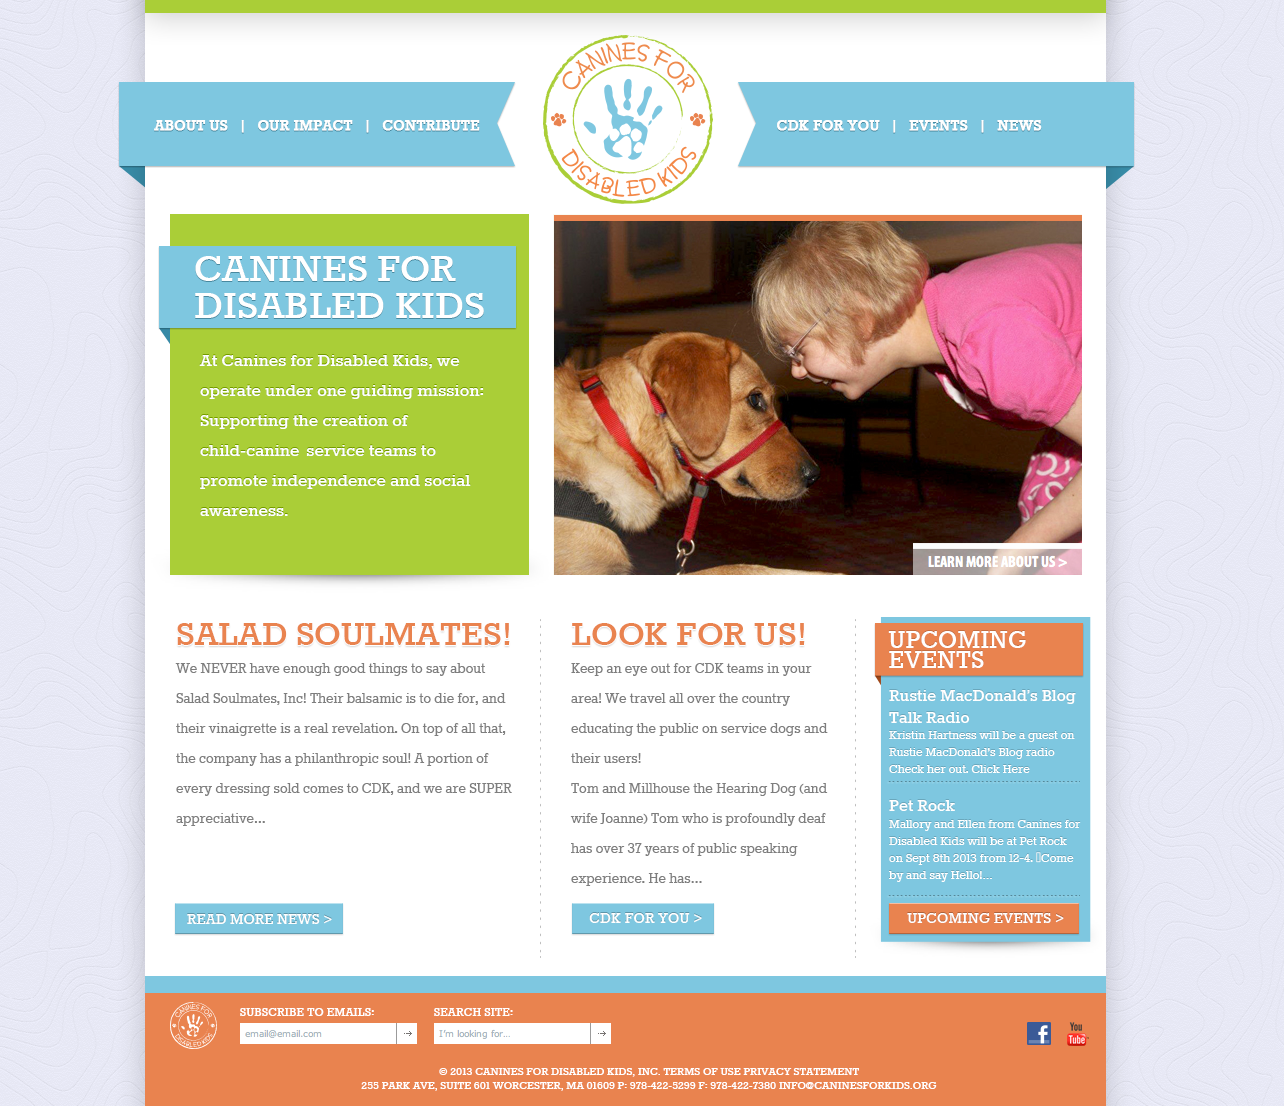 CANINES FOR
DISABLED KIDS
ABOUT US | OUR IMPACT | CONTRIBUTE
CDK FOR YOU | EVENTS | NEWS
CANINES FOR
DISABLED KIDS
At Canines for Disabled Kids, we
operate under one guiding mission:
Supporting the creation of
child-canine service teams to
promote independence and social
awareness.
LEARN MORE ABOUT US >
SALAD SOULMATES!
We NEVER have enough good things to say about
Salad Soulmates, Inc! Their balsamic is to die for, and
their vinaigrette is a real revelation. On top of all that,
the company has a philanthropic soul! A portion of
every dressing sold comes to CDK, and we are SUPER
appreciative...
READ MORE NEWS >
LOOK FOR US!
Keep an eye out for CDK teams in your
area! We travel all over the country
educating the public on service dogs and
their users!
Tom and Millhouse the Hearing Dog (and
wife Joanne) Tom who is profoundly deaf
has over 37 years of public speaking
experience. He has...
CDK FOR YOU >
UPCOMING
EVENTS
Rustie MacDonald's Blog
Talk Radio
Kristin Hartness will be a guest on
Rustie MacDonald's Blog radio
Check her out. Click Here
Pet Rock
Mallory and Ellen from Canines for
Disabled Kids will be at Pet Rock
on Sept 8th 2013 from 12-4. Come
by and say Hello!...
UPCOMING EVENTS >
CANINES FOR
DISABLED KIDS
SUBSCRIBE TO EMAILS:
email@email.com
SEARCH SITE:
I'm looking for...
f
You
Tube
© 2013 CANINES FOR DISABLED KIDS, INC. TERMS OF USE PRIVACY STATEMENT
255 PARK AVE, SUITE 601 WORCESTER, MA 01609 P: 978-422-5299 F: 978-422-7380 INFO@CANINESFORKIDS.ORG